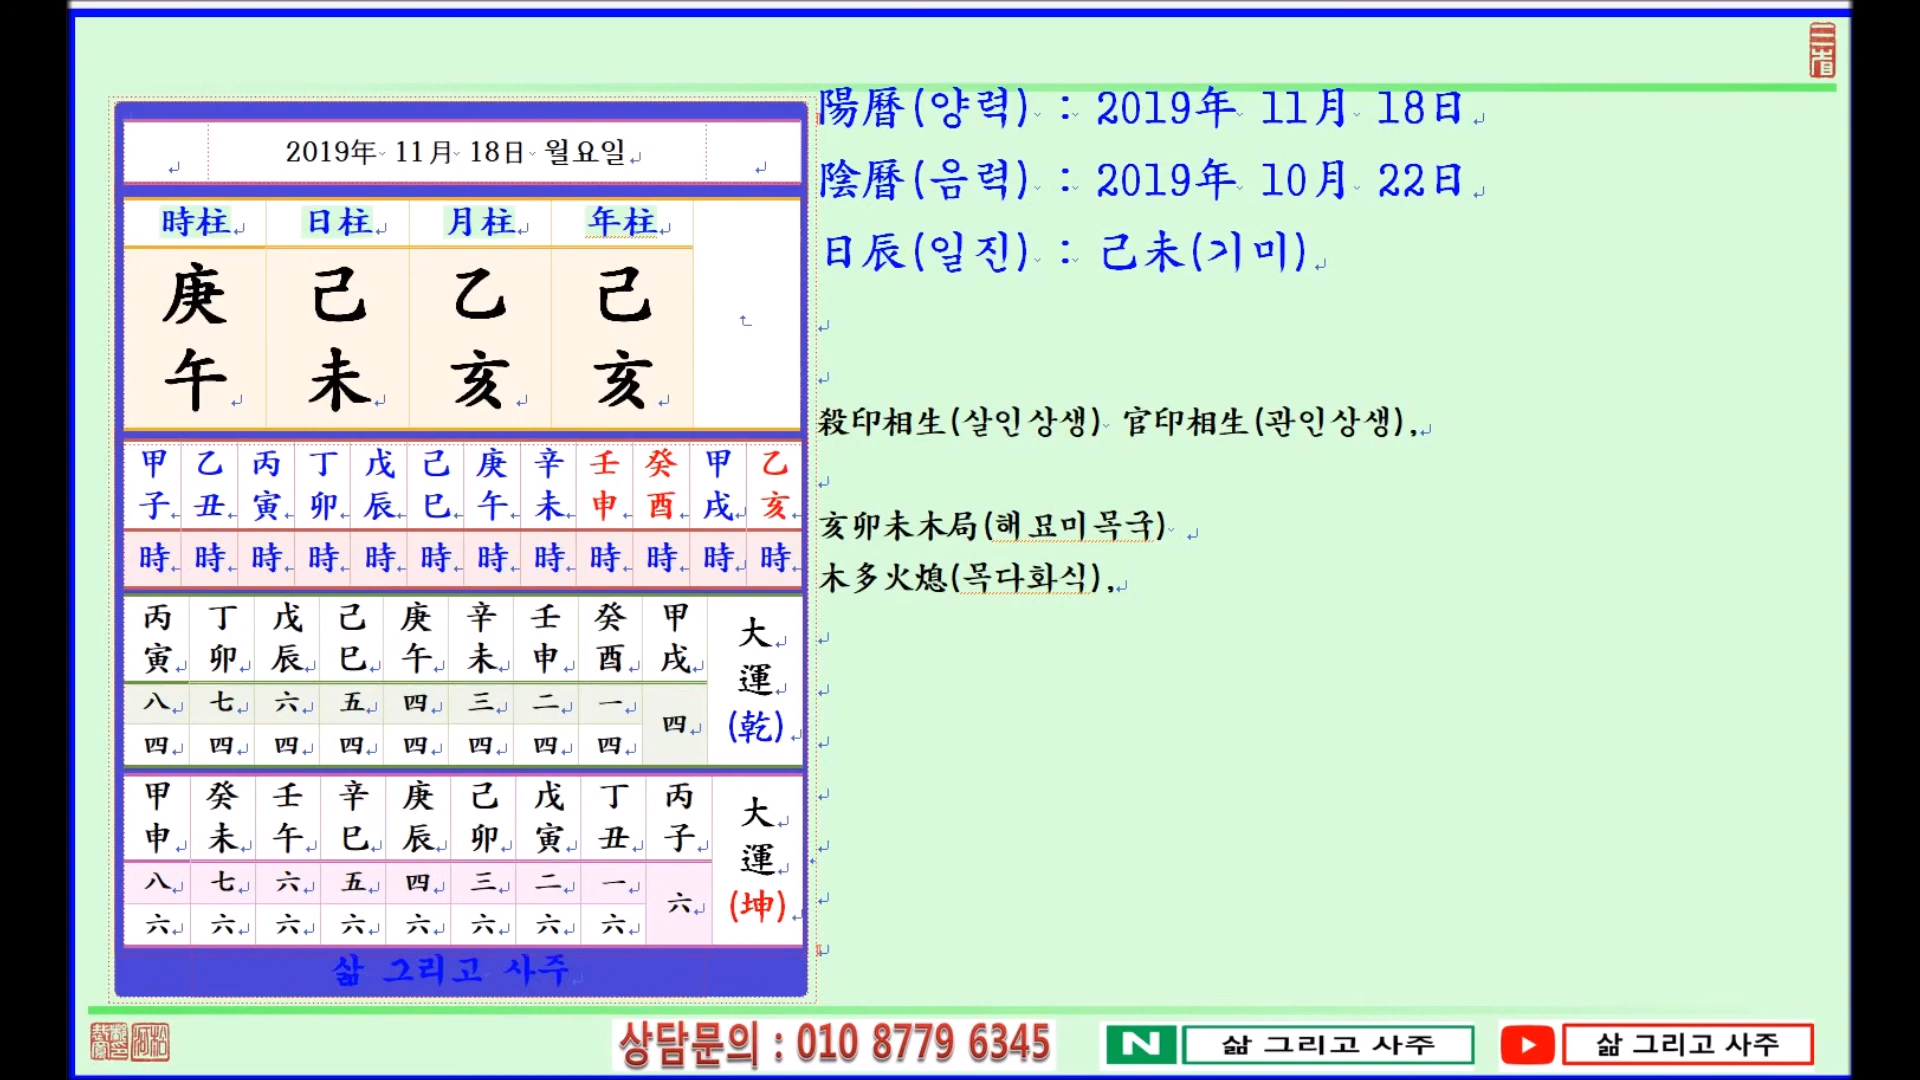 2019年 11月 18日 월요일
時柱 日柱 月柱 年柱
庚 己 乙 己
午 未 亥 亥
甲 乙 丙 丁 戊 己 庚 辛 壬 癸 甲 乙
子 丑 寅 卯 辰 巳 午 未 申 酉 戌 亥
時 時 時 時 時 時 時 時 時 時 時 時
丙 丁 戊 己 庚 辛 壬 癸 甲 大
寅 卯 辰 巳 午 未 申 酉 戌 運
八 七 六 五 四 三 二 一 四 (乾)
四 四 四 四 四 四 四 四
甲 癸 壬 辛 庚 己 戊 丁 丙 大
申 未 午 巳 辰 卯 寅 丑 子 運
八 七 六 五 四 三 二 一 六 (坤)
六 六 六 六 六 六 六 六
삶 그리고 사주
陽曆(양력) : 2019年 11月 18日
陰曆(음력) : 2019年 10月 22日
日辰(일진) : 己未(기미)
殺印相生(살인상생) 官印相生(관인상생),
亥卯未木局(해묘미목국)
木多火熄(목다화식),
상담문의 : 010 8779 6345
N 삶 그리고 사주
삶 그리고 사주